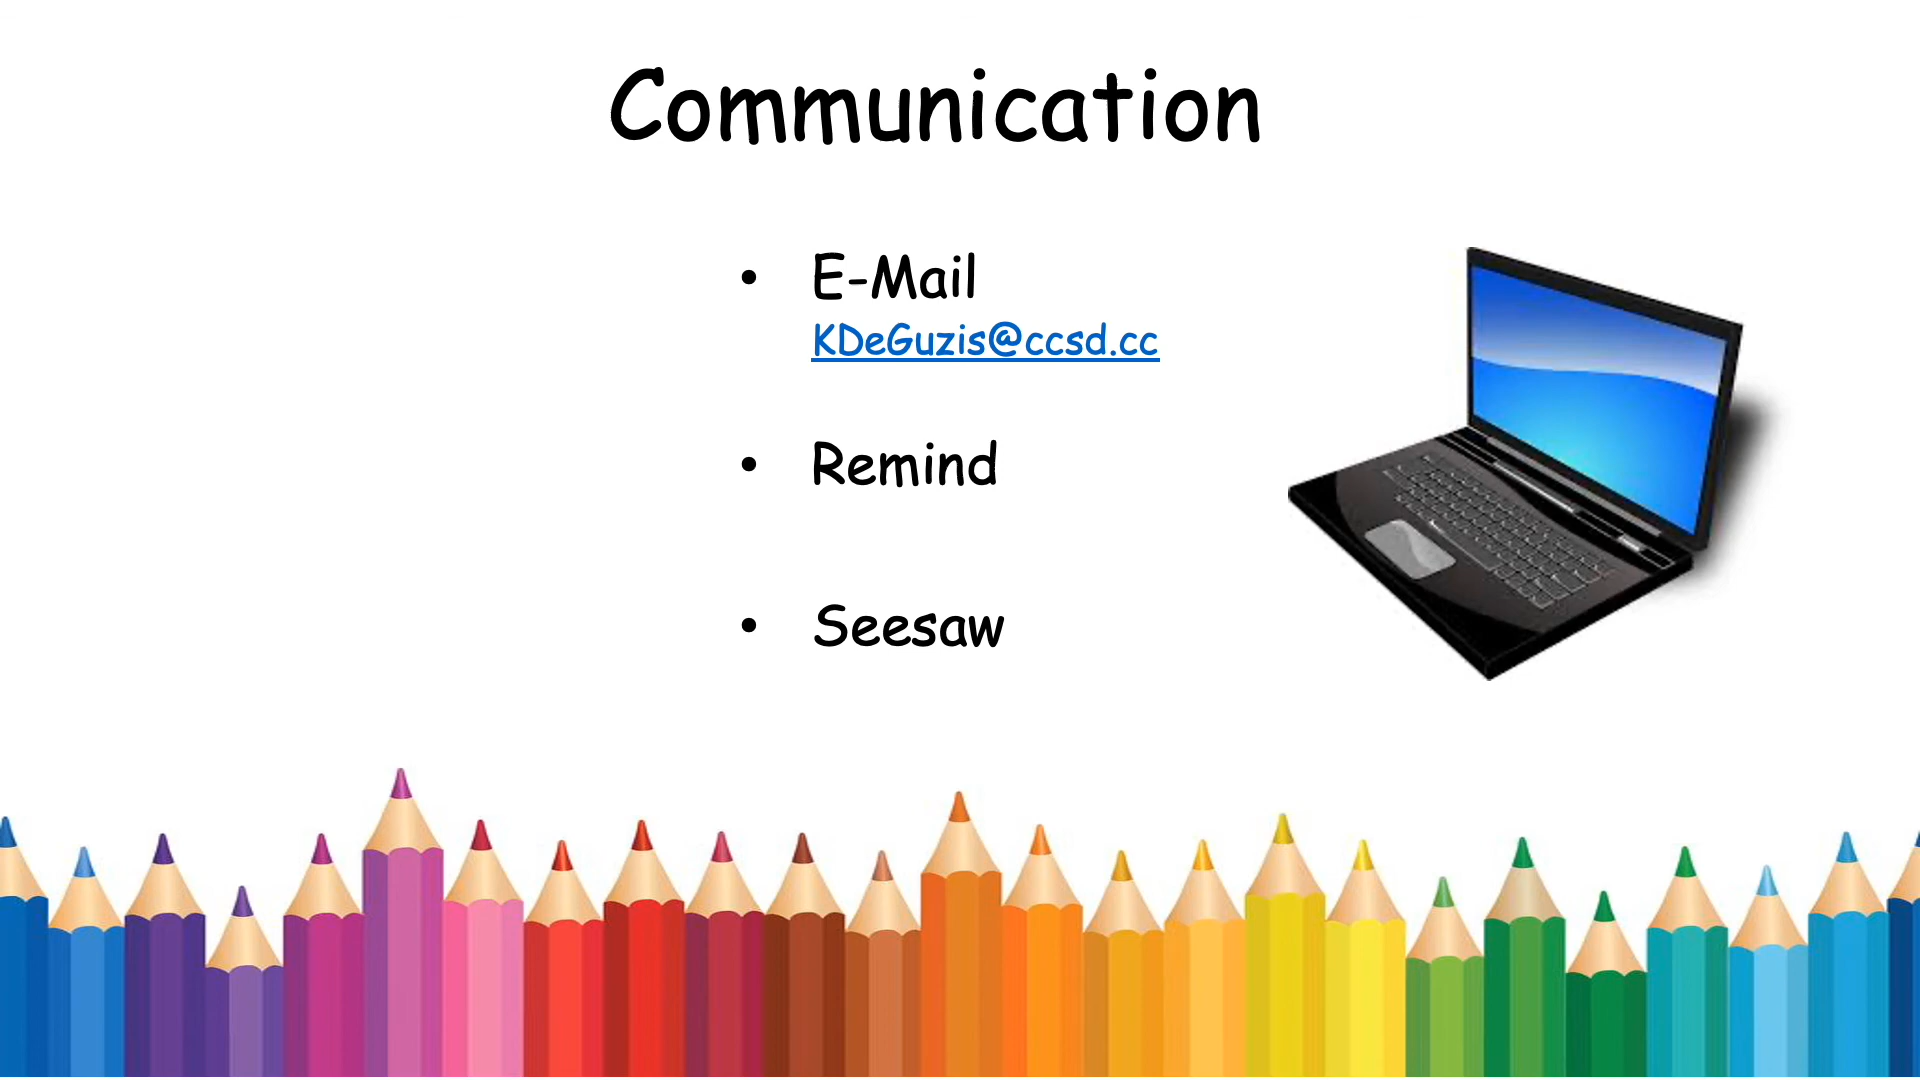 Communication
• E-Mail
KDeGuzis@ccsd.cc
• Remind
• Seesaw